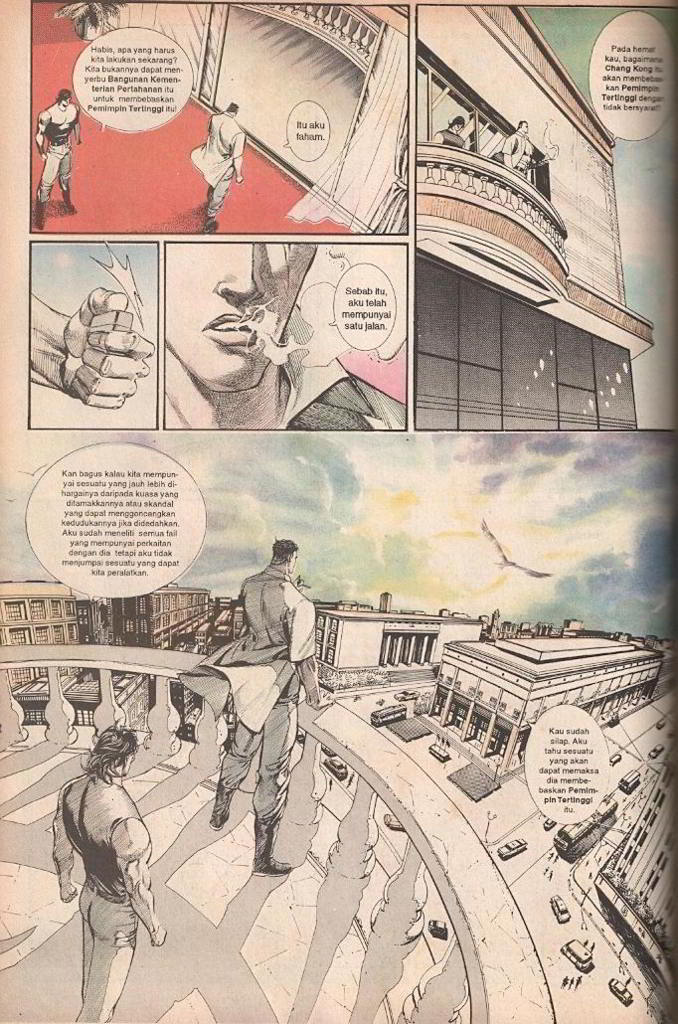 Habis, apa yang harus
kita lakukan sekarang?
Kita bukannya dapat men-
yerbu Bangunan Kemen-
terian Pertahanan itu
untuk membebaskan
Pemimpin Tertinggi itu!
Itu aku
faham.
Pada hemat
kau, bagaimana
Chang Kong itu
akan membebas-
kan Pemimpin
Tertinggi dengan
tidak bersyarat?
Sebab itu,
aku telah
mempunyai
satu jalan.
Kan bagus kalau kita mempun-
yai sesuatu yang jauh lebih di-
hargainya daripada kuasa yang
ditamakkannya atau skandal
yang dapat menggoncangkan
kedudukannya jika didedahkan.
Aku sudah meneliti semua fail
yang mempunyai perkaitan
dengan dia tetapi aku tidak
menjumpai sesuatu yang dapat
kita peralatkan.
Kau sudah
silap. Aku
tahu sesuatu
yang akan
dapat memaksa
dia membe-
baskan Pemim-
pin Tertinggi
itu.